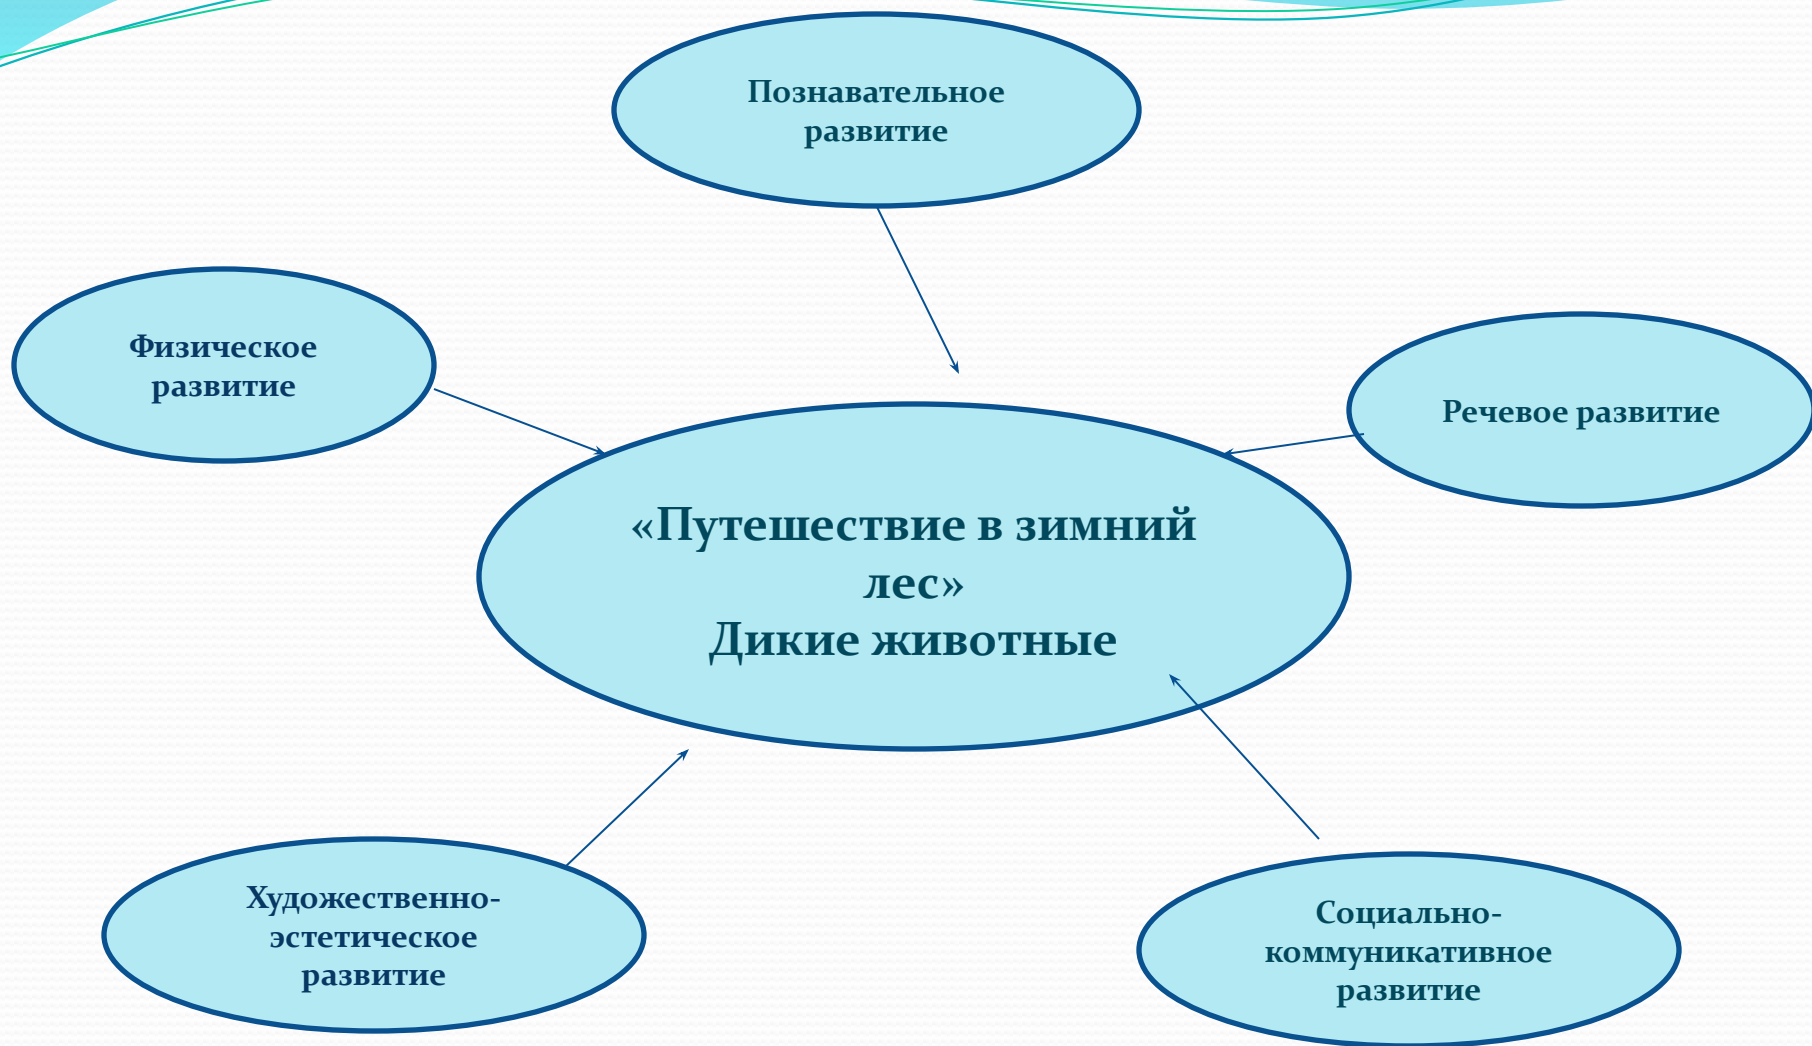 Познавательное
развитие
Физическое
развитие
Речевое развитие
«Путешествие в зимний
лес»
Дикие животные
Художественно-
эстетическое
развитие
Социально-
коммуникативное
развитие